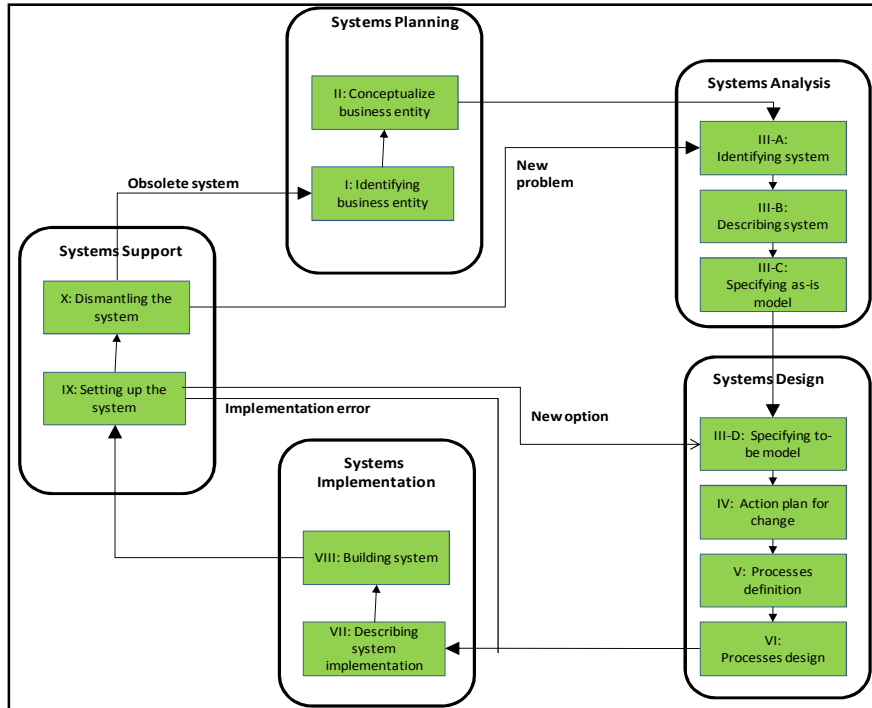 Systems Planning
II: Conceptualize
business entity
I: Identifying
business entity
Systems Analysis
III-A:
Identifying system
III-B:
Describing system
III-C:
Specifying as-is
model
Obsolete system
New
problem
Systems Support
X: Dismantling the
system
IX: Setting up the
system
Implementation error
New option
Systems Design
III-D: Specifying to-
be model
IV: Action plan for
change
V: Processes
definition
VI:
Processes design
Systems
Implementation
VIII: Building system
VII: Describing
system
implementation